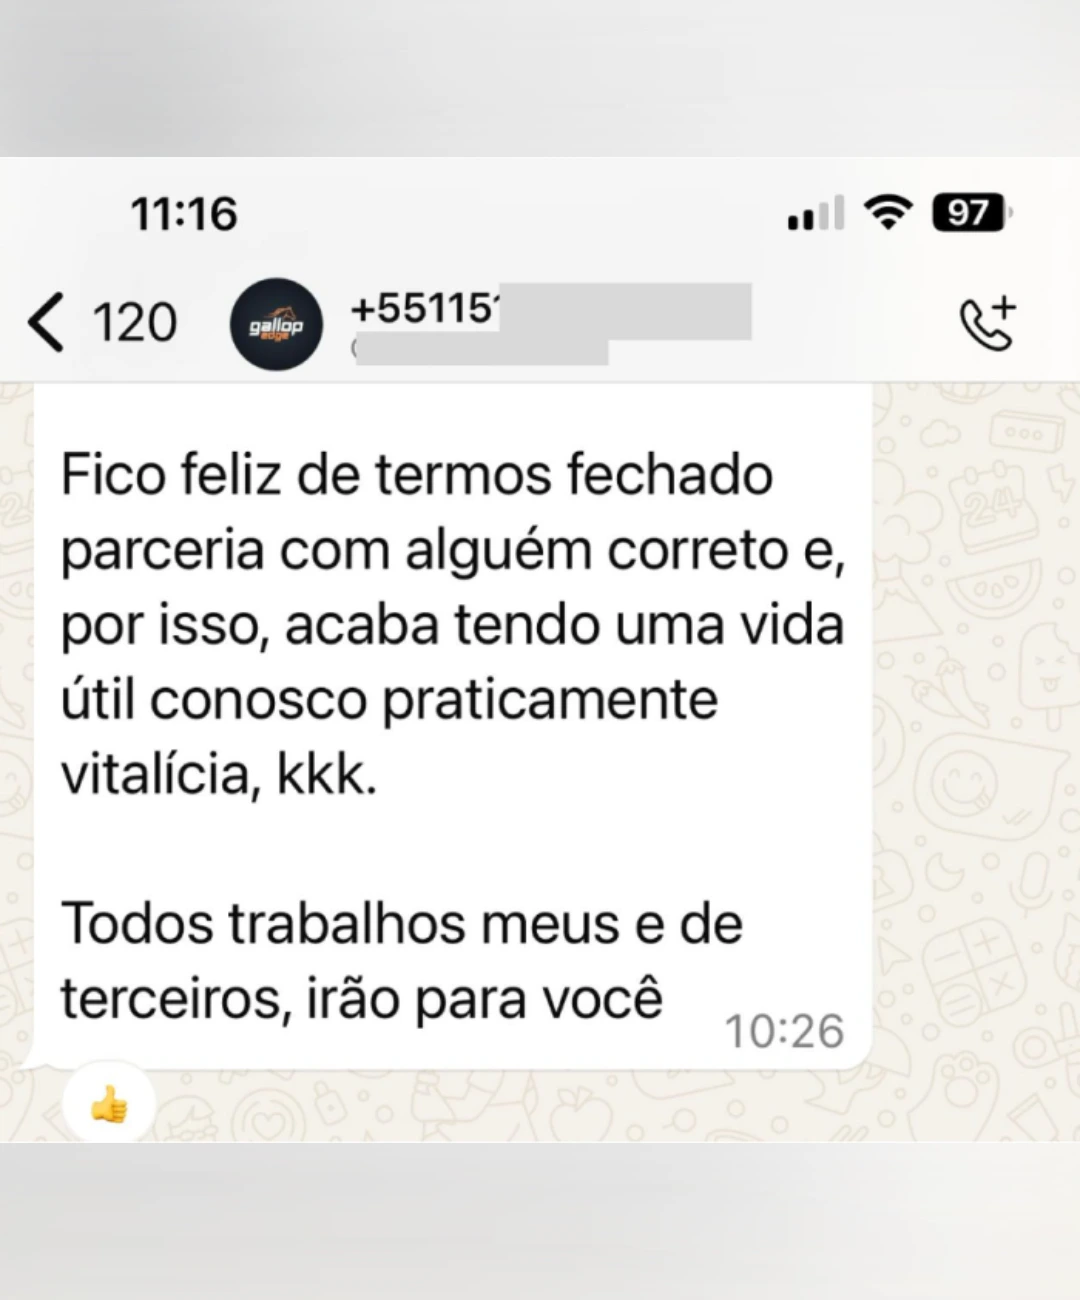 11:16
97
120
gallop
edge
+55115
Fico feliz de termos fechado
parceria com alguém correto e,
por isso, acaba tendo uma vida
útil conosco praticamente
vitalícia, kkk.
Todos trabalhos meus e de
terceiros, irão para você
10:26